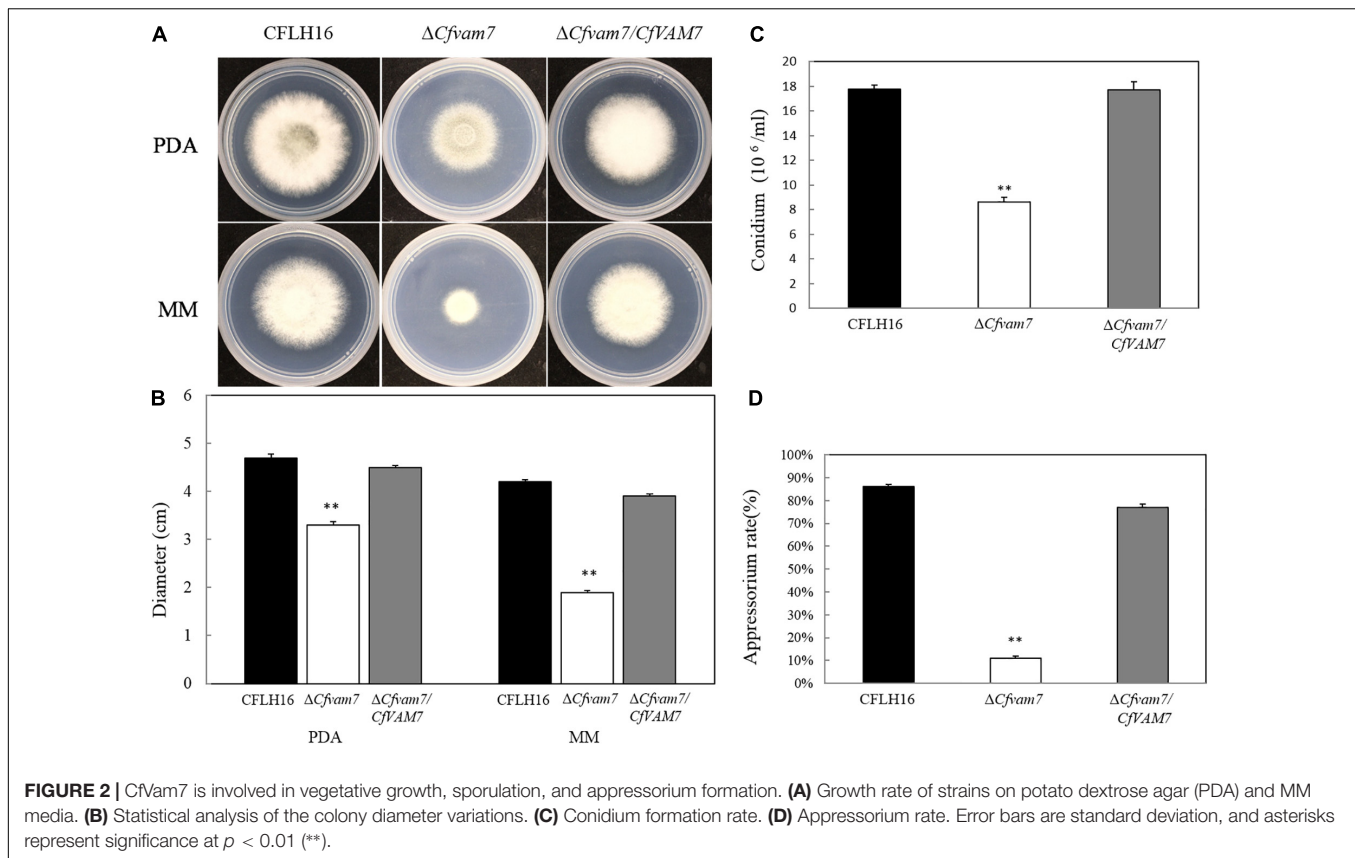 A
CFLH16 ΔCfvam7 ΔCfvam7/CfVAM7
PDA
MM
B
6
5
4
3
2
1
0
Diameter (cm)
**
**
CFLH16 ΔCfvam7 ΔCfvam7/ CFLH16 ΔCfvam7 ΔCfvam7/
CfVAM7 CfVAM7
PDA MM
C
20
18
16
14
12
10
8
6
4
2
0
Conidium (10 6 /ml)
**
CFLH16 ΔCfvam7 ΔCfvam7/
CfVAM7
D
100%
90%
80%
70%
60%
50%
40%
30%
20%
10%
0%
Appressorium rate(%)
**
CFLH16 ΔCfvam7 ΔCfvam7/
CfVAM7
FIGURE 2 | CfVam7 is involved in vegetative growth, sporulation, and appressorium formation. (A) Growth rate of strains on potato dextrose agar (PDA) and MM
media. (B) Statistical analysis of the colony diameter variations. (C) Conidium formation rate. (D) Appressorium rate. Error bars are standard deviation, and asterisks
represent significance at p < 0.01 (**).